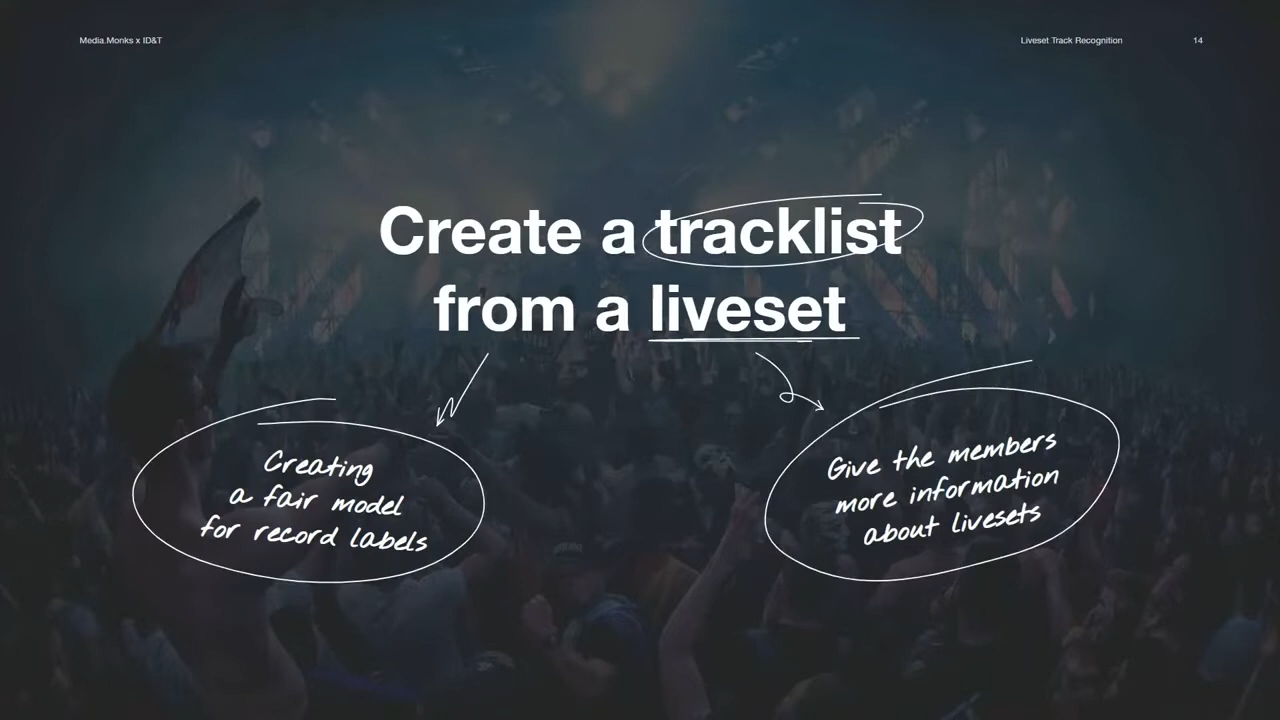 Media.Monks x ID&T
Liveset Track Recognition
14
Create a tracklist
from a liveset
Creating
a fair model
for record labels
Give the members
more information
about livesets